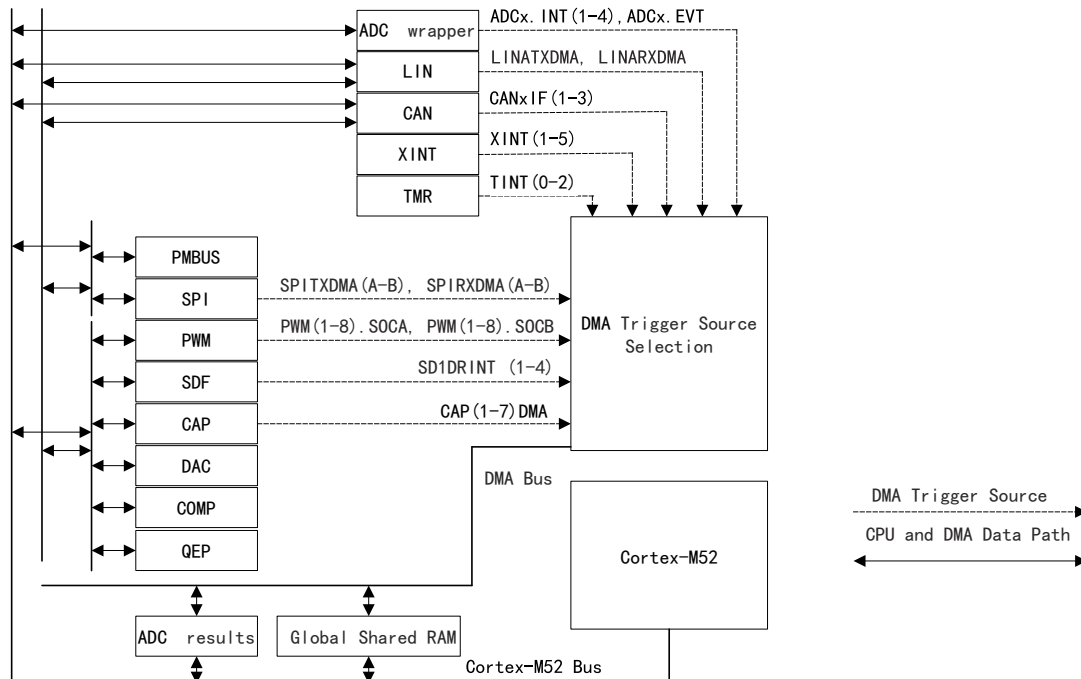 ADCx.INT(1-4),ADCx.EVT
ADC wrapper
LINATXDMA, LINARXDMA
LIN
CANxIF(1-3)
CAN
XINT(1-5)
XINT
TINT(0-2)
TMR
PMBUS
SPITXDMA(A-B), SPIRXDMA(A-B)
SPI
PWM(1-8).SOCA, PWM(1-8).SOCB
PWM
DMA Trigger Source
Selection
SD1DRINT (1-4)
SDF
CAP(1-7)DMA
CAP
DAC
DMA Bus
DMA Trigger Source
COMP
CPU and DMA Data Path
QEP
Cortex-M52
ADC results
Global Shared RAM
Cortex-M52 Bus